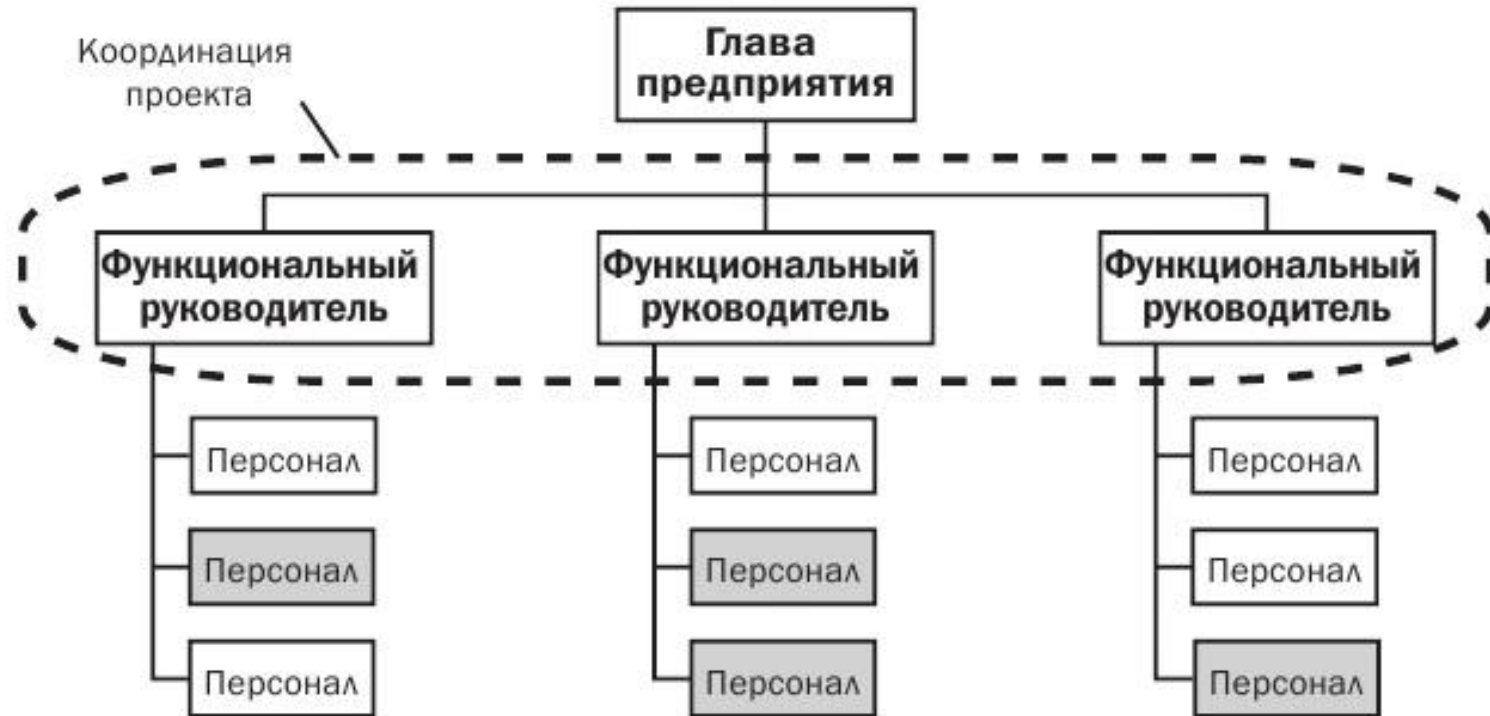 Координация
проекта
Глава
предприятия
Функциональный
руководитель
Функциональный
руководитель
Функциональный
руководитель
Персонал
Персонал
Персонал
Персонал
Персонал
Персонал
Персонал
Персонал
Персонал